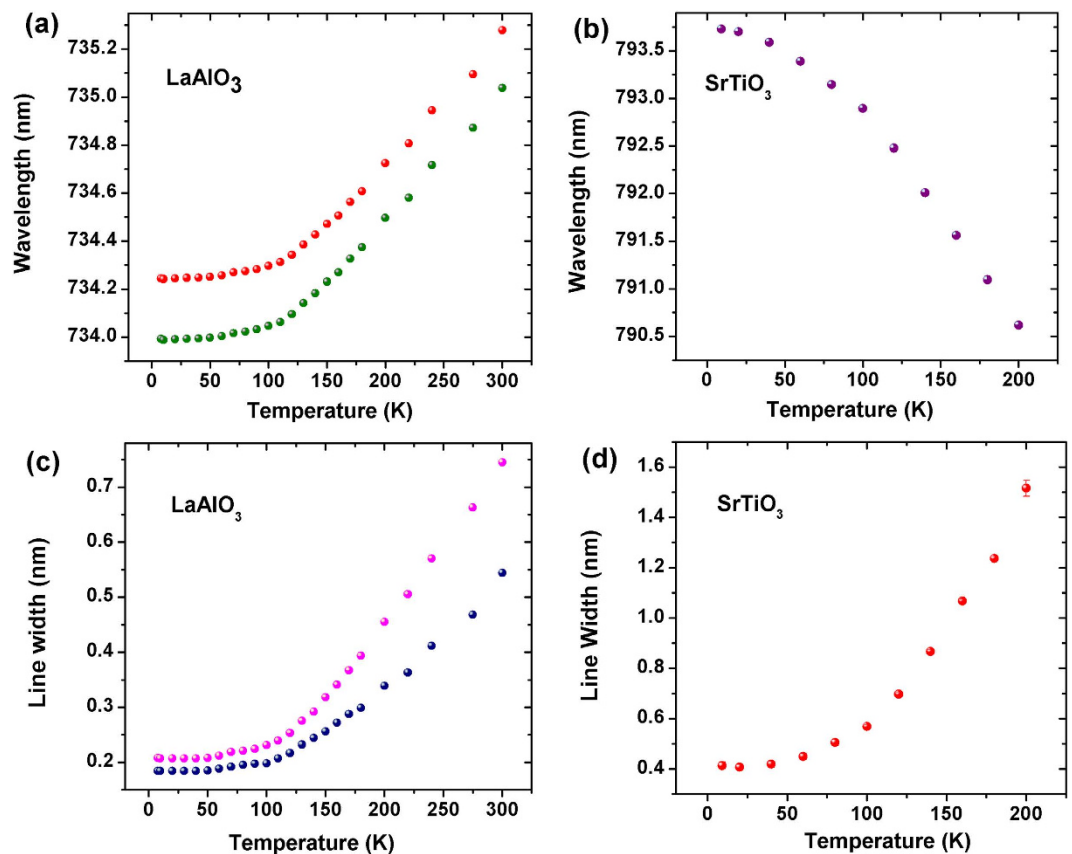 (a)
LaAlO3
Wavelength (nm)
735.2
735.0
734.8
734.6
734.4
734.2
734.0
0 50 100 150 200 250 300
Temperature (K)
(b)
SrTiO3
Wavelength (nm)
793.5
793.0
792.5
792.0
791.5
791.0
790.5
0 50 100 150 200
Temperature (K)
(c)
LaAlO3
Line width (nm)
0.7
0.6
0.5
0.4
0.3
0.2
0 50 100 150 200 250 300
Temperature (K)
(d)
SrTiO3
Line Width (nm)
1.6
1.4
1.2
1.0
0.8
0.6
0.4
0 50 100 150 200
Temperature (K)